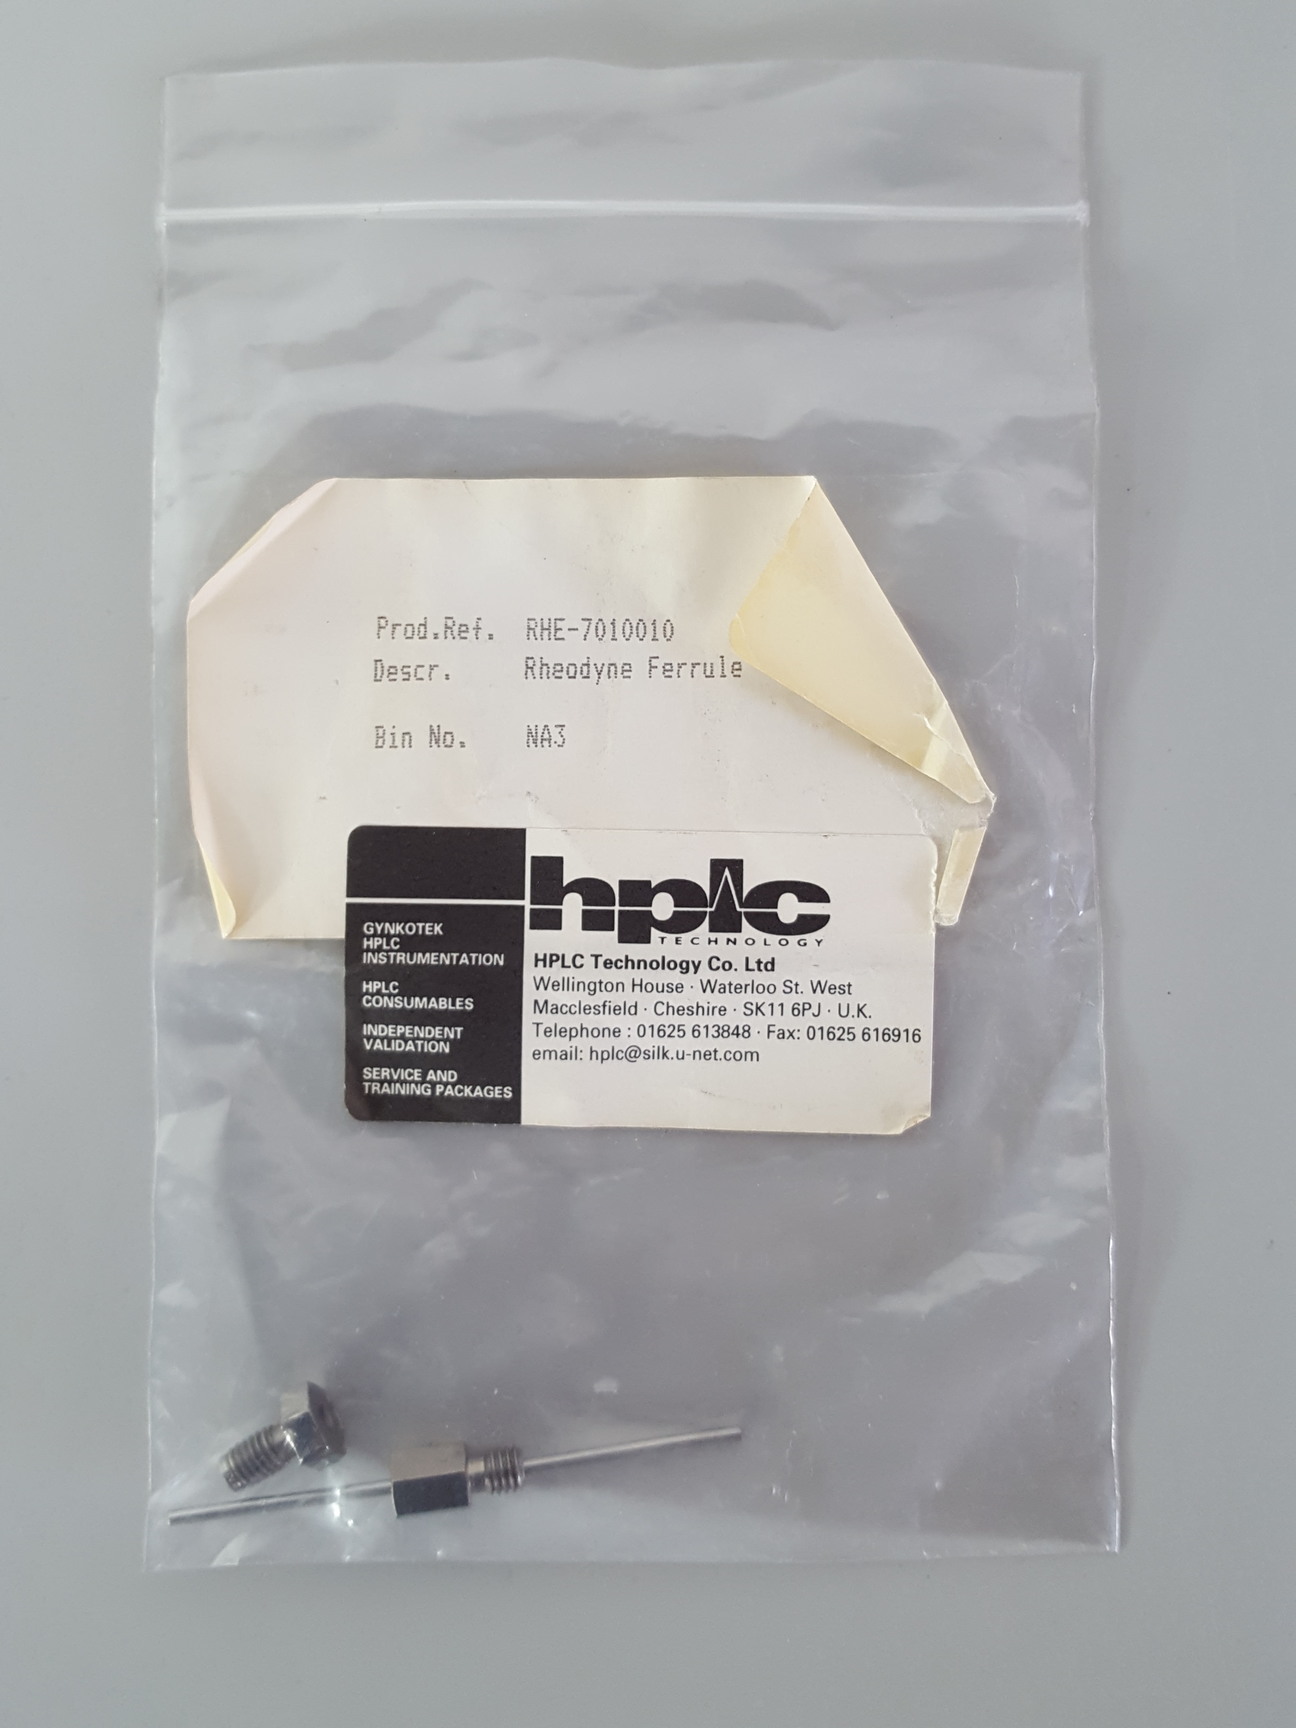 Prod.Ref. RHE-7010010
Descr. Rheodyne Ferrule
Bin No. NA3
GYNKOTEK
HPLC
INSTRUMENTATION
HPLC
CONSUMABLES
INDEPENDENT
VALIDATION
SERVICE AND
TRAINING PACKAGES
hplc
TECHNOLOGY
HPLC Technology Co. Ltd
Wellington House · Waterloo St. West
Macclesfield · Cheshire · SK11 6PJ · U.K.
Telephone : 01625 613848 · Fax: 01625 616916
email: hplc@silk.u-net.com